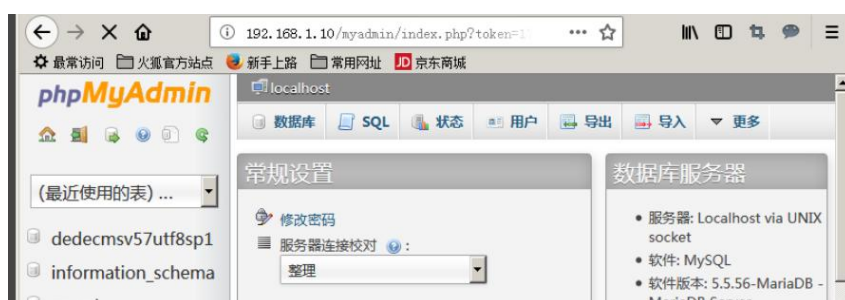 192.168.1.10/myadmin/index.php?token=1
最常访问 火狐官方站点 新手上路 常用网址 JD 京东商城
phpMyAdmin
localhost
数据库 SQL 状态 用户 导出 导入 更多
(最近使用的表) ...
常规设置
数据库服务器
修改密码
服务器连接校对 :
整理
服务器: Localhost via UNIX
socket
软件: MySQL
软件版本: 5.5.56-MariaDB -
MariaDB Server
dedecmsv57utf8sp1
information_schema